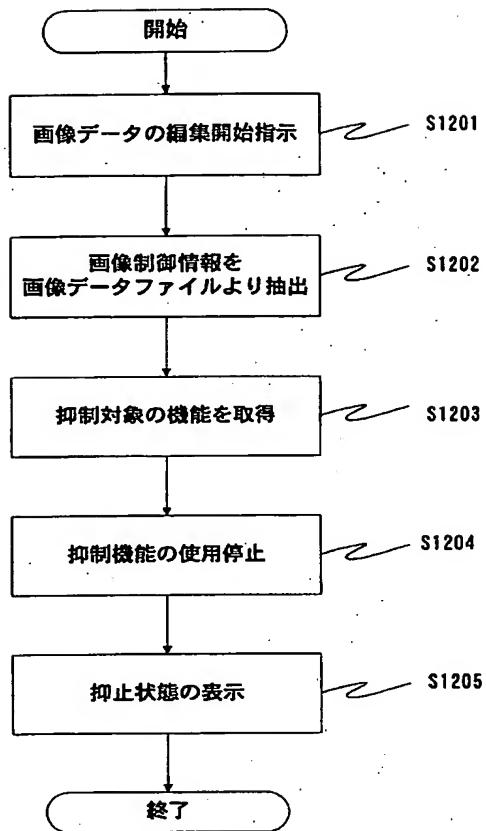 開始
画像データの編集開始指示
S1201
画像制御情報を
画像データファイルより抽出
S1202
抑制対象の機能を取得
S1203
抑制機能の使用停止
S1204
抑止状態の表示
S1205
終了